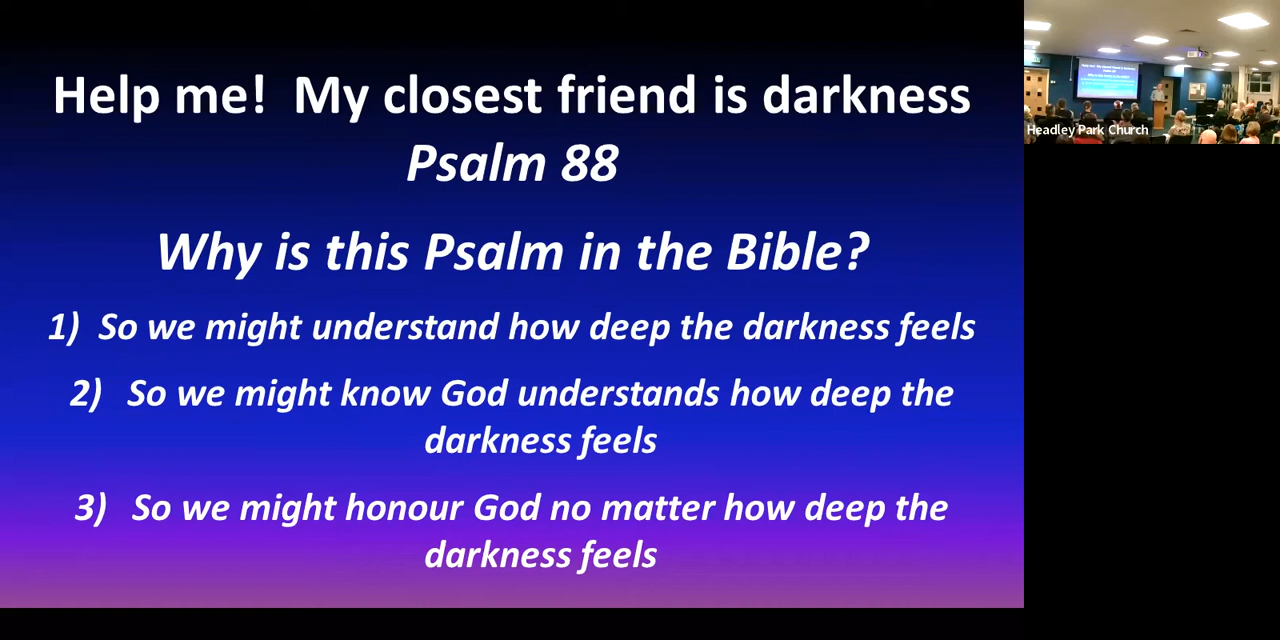 Help me!  My closest friend is darkness
Psalm 88
Why is this Psalm in the Bible?
1)  So we might understand how deep the darkness feels
2)  So we might know God understands how deep the
darkness feels
3)  So we might honour God no matter how deep the
darkness feels
Headley Park Church